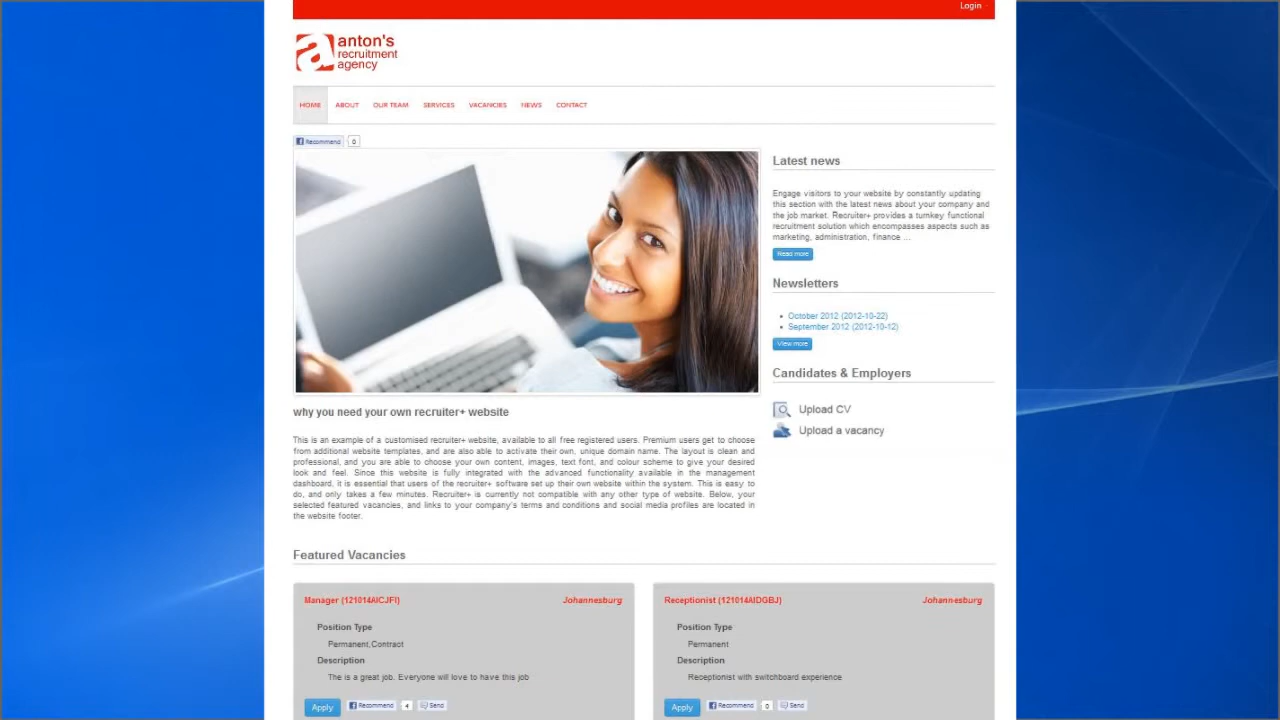 Login
anton's
recruitment
agency
HOME ABOUT OUR TEAM SERVICES VACANCIES NEWS CONTACT
Recommend 0
Latest news
Engage visitors to your website by constantly updating
this section with the latest news about your company and
the job market. Recruiter+ provides a turnkey functional
recruitment solution which encompasses aspects such as
marketing, administration, finance ...
Read more
Newsletters
October 2012 (2012-10-22)
September 2012 (2012-10-12)
View more
Candidates & Employers
Upload CV
Upload a vacancy
why you need your own recruiter+ website
This is an example of a customised recruiter+ website, available to all free registered users. Premium users get to choose
from additional website templates, and are also able to activate their own, unique domain name. The layout is clean and
professional, and you are able to choose your own content, images, text font, and colour scheme to give your desired
look and feel. Since this website is fully integrated with the advanced functionality available in the management
dashboard, it is essential that users of the recruiter+ software set up their own website within the system. This is easy to
do, and only takes a few minutes. Recruiter+ is currently not compatible with any other type of website. Below, your
selected featured vacancies, and links to your company's terms and conditions and social media profiles are located in
the website footer.
Featured Vacancies
Manager (121014AICJFI) Johannesburg
Position Type
Permanent,Contract
Description
The is a great job. Everyone will love to have this job
Apply Recommend 4 Send
Receptionist (121014AIDGBJ) Johannesburg
Position Type
Permanent
Description
Receptionist with switchboard experience
Apply Recommend 0 Send